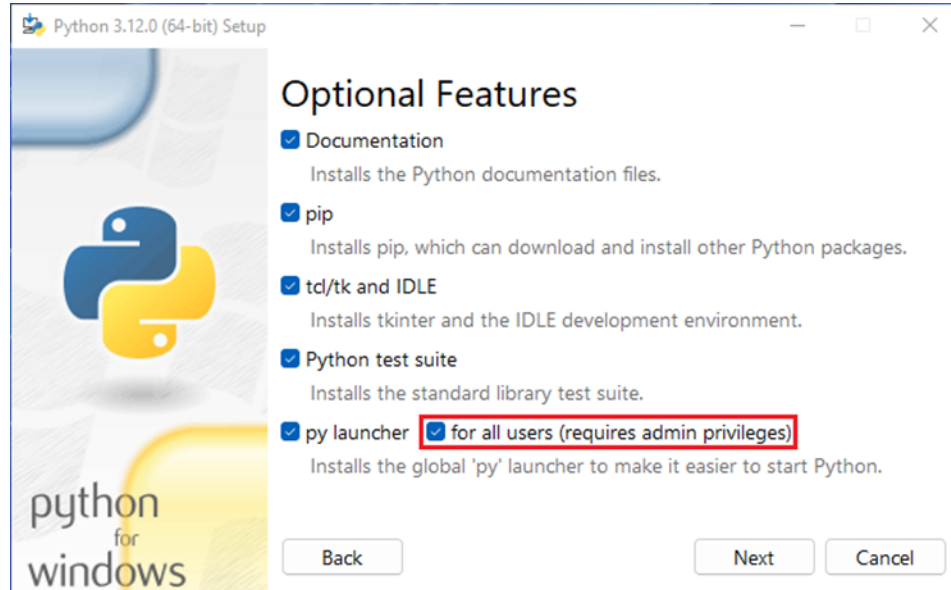 Python 3.12.0 (64-bit) Setup
Optional Features
Documentation
Installs the Python documentation files.
pip
Installs pip, which can download and install other Python packages.
tcl/tk and IDLE
Installs tkinter and the IDLE development environment.
Python test suite
Installs the standard library test suite.
py launcher for all users (requires admin privileges)
Installs the global 'py' launcher to make it easier to start Python.
python
for
windows
Back Next Cancel